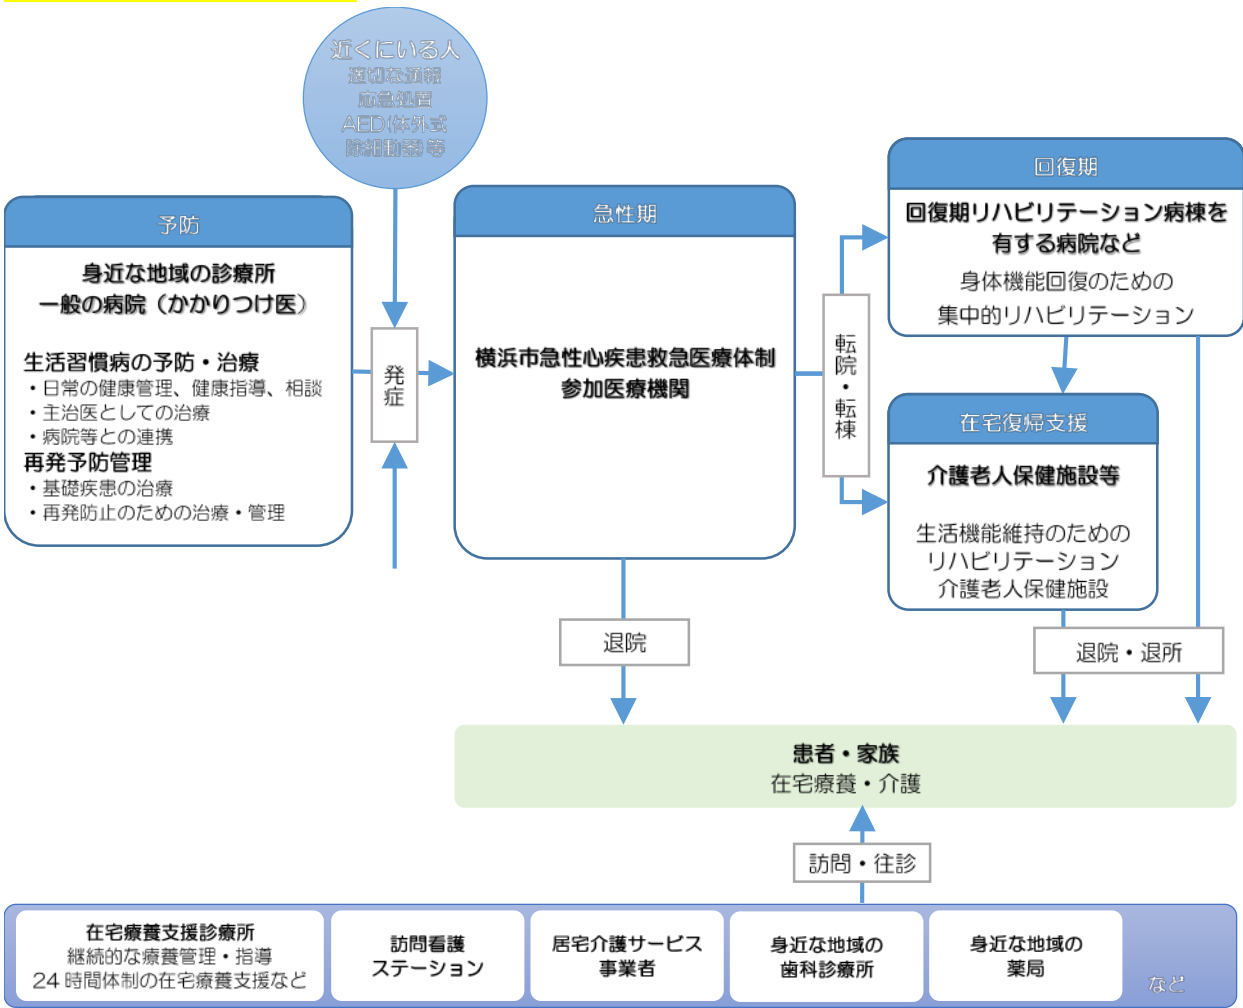 近くにいる人
適切な通報
応急処置
AED(体外式
除細動器)等
予防
身近な地域の診療所
一般の病院（かかりつけ医）
生活習慣病の予防・治療
・日常の健康管理、健康指導、相談
・主治医としての治療
・病院等との連携
再発予防管理
・基礎疾患の治療
・再発防止のための治療・管理
発症
急性期
横浜市急性心疾患救急医療体制
参加医療機関
転院・転棟
回復期
回復期リハビリテーション病棟を
有する病院など
身体機能回復のための
集中的リハビリテーション
在宅復帰支援
介護老人保健施設等
生活機能維持のための
リハビリテーション
介護老人保健施設
退院
退院・退所
患者・家族
在宅療養・介護
訪問・往診
在宅療養支援診療所
継続的な療養管理・指導
24時間体制の在宅療養支援など
訪問看護
ステーション
居宅介護サービス
事業者
身近な地域の
歯科診療所
身近な地域の
薬局
など